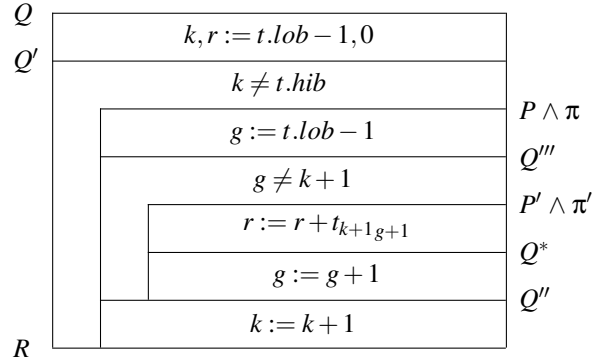 Q
k, r := t.lob − 1, 0
Q′
k ≠ t.hib
P ∧ π
g := t.lob − 1
Q‴
g ≠ k + 1
P′ ∧ π′
r := r + t_{k+1 g+1}
Q*
g := g + 1
Q″
k := k + 1
R